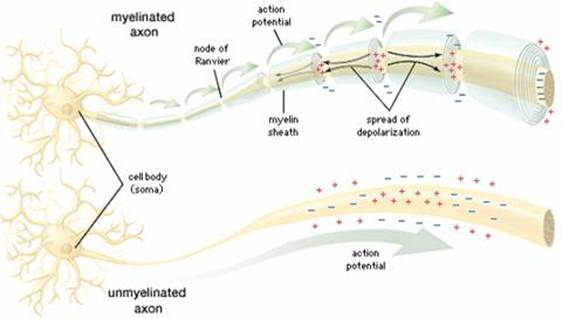 myelinated
axon
action
potential
node of
Ranvier
myelin
sheath
spread of
depolarization
cell body
(soma)
action
potential
unmyelinated
axon